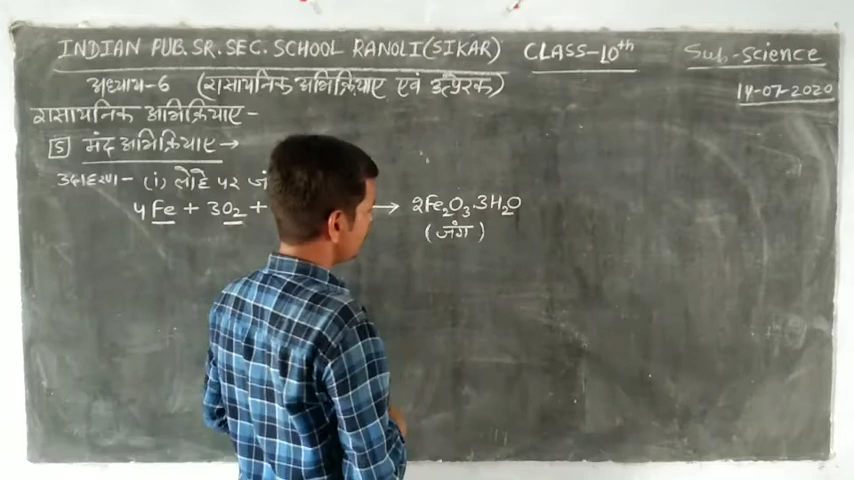 INDIAN PUB. SR. SEC. SCHOOL RANOLI (SIKAR) CLASS-10th Sub-Science
14-07-2020
अध्याय-6 (रासायनिक अभिक्रियाए एवं उत्प्रेरक)
रासायनिक अभिक्रियाए -
5 मंद अभिक्रियाए →
उदाहरण- (i) लोहे पर
4Fe + 3O2 + → 2Fe2O3.3H2O
(जंग)